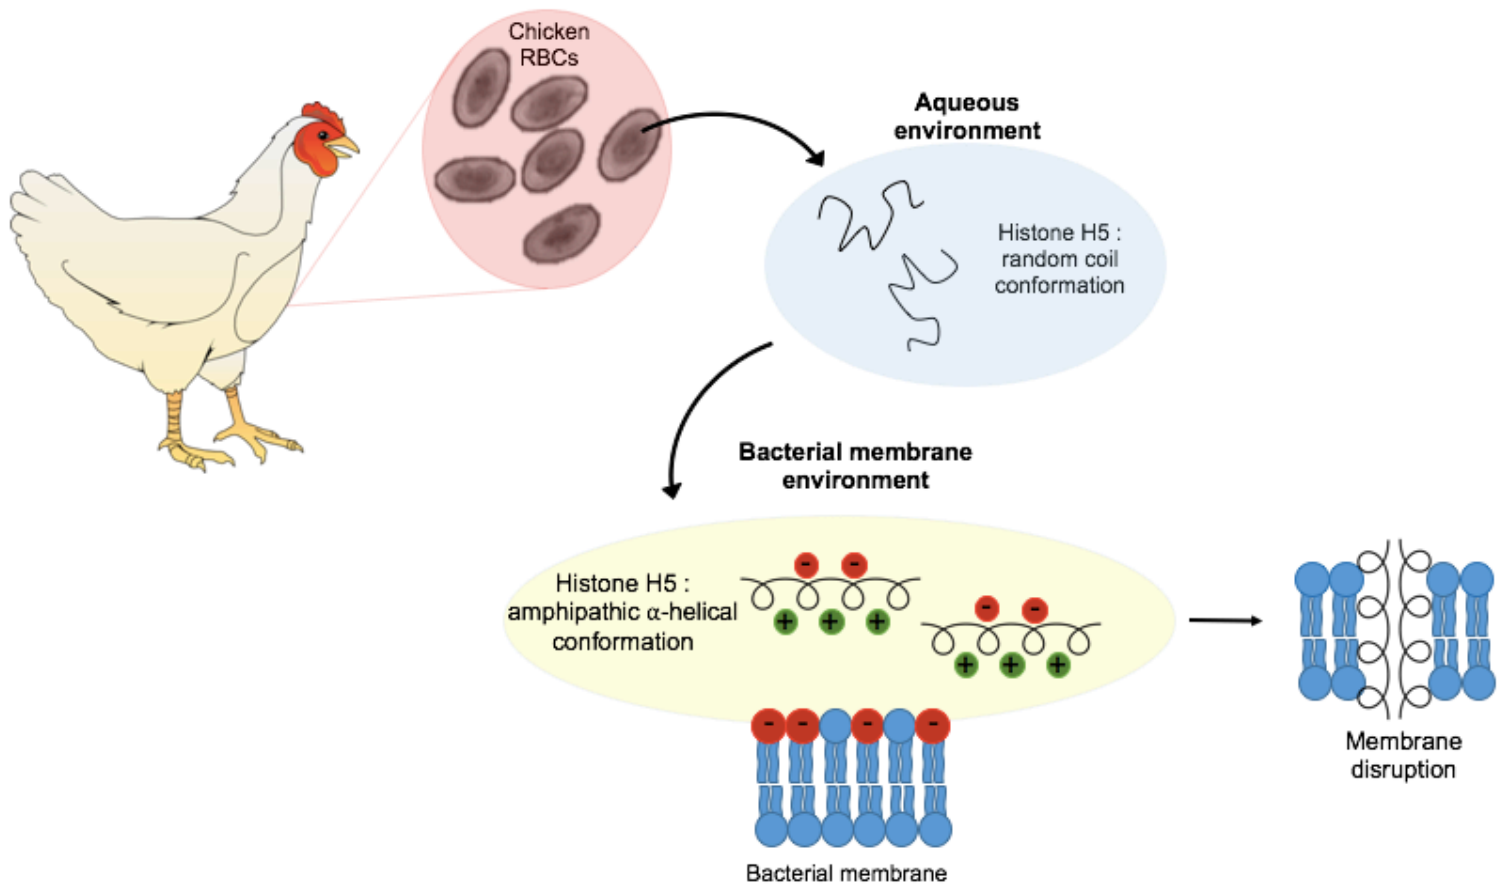 Chicken
RBCs
Aqueous
environment
Histone H5 :
random coil
conformation
Bacterial membrane
environment
Histone H5 :
amphipathic α-helical
conformation
- -
+ + +
- -
+ + +
- - - -
Bacterial membrane
Membrane
disruption